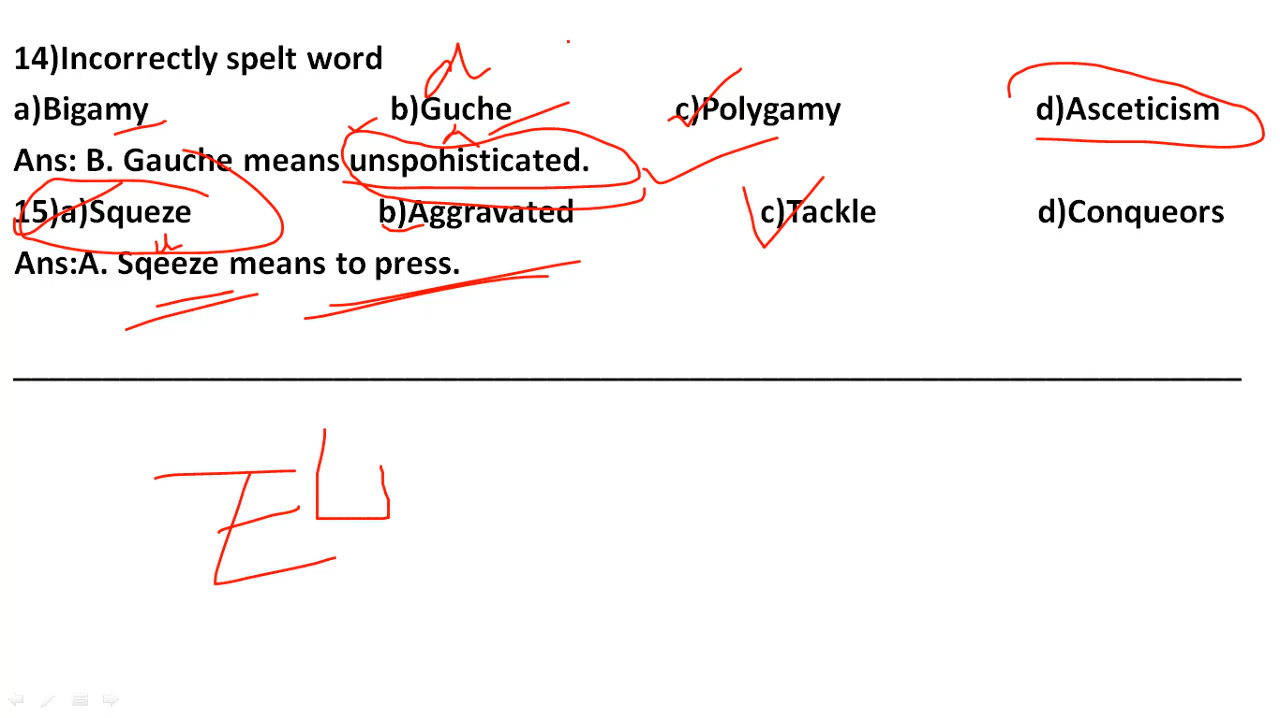 14)Incorrectly spelt word
a)Bigamy b)Guche c)Polygamy d)Asceticism
Ans: B. Gauche means unspohisticated.
15)a)Squeze b)Aggravated c)Tackle d)Conqueors
Ans:A. Sqeeze means to press.